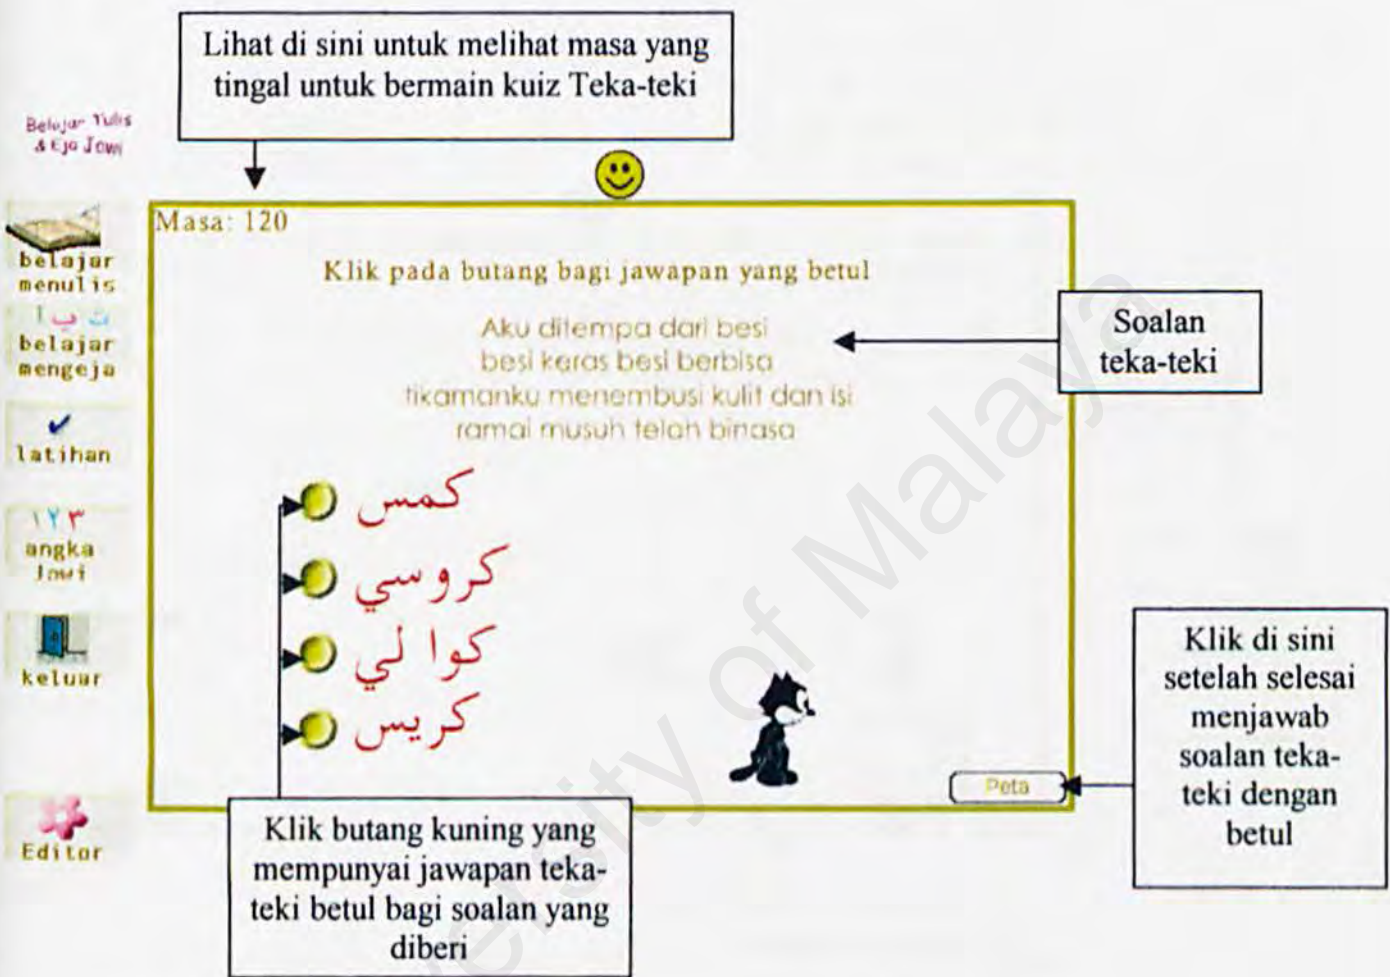 Lihat di sini untuk melihat masa yang
tingal untuk bermain kuiz Teka-teki
Belajar Tulis
& Eja Jawi
Masa: 120
belajar
menulis
Klik pada butang bagi jawapan yang betul
ا ب ت
belajar
mengeja
Aku ditempa dari besi
besi keras besi berbisa
tikamanku menembusi kulit dan isi
ramai musuh telah binasa
Soalan
teka-teki
latihan
كمس
١٢٣
angka
Jawi
كروسي
كوالي
keluar
كريس
Klik di sini
setelah selesai
menjawab
soalan teka-
teki dengan
betul
Peta
Editor
Klik butang kuning yang
mempunyai jawapan teka-
teki betul bagi soalan yang
diberi
University of Malaya